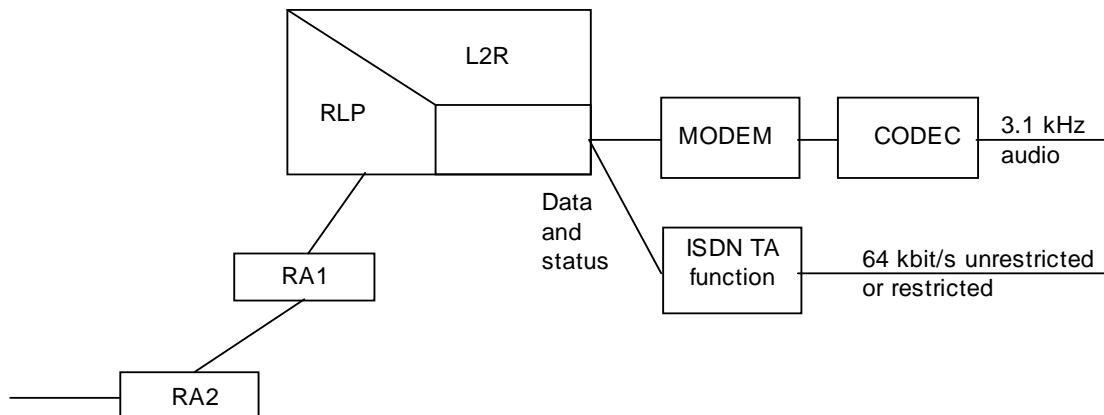 L2R
RLP
MODEM
CODEC
3.1 kHz
audio
Data
and
status
ISDN TA
function
64 kbit/s unrestricted
or restricted
RA1
RA2